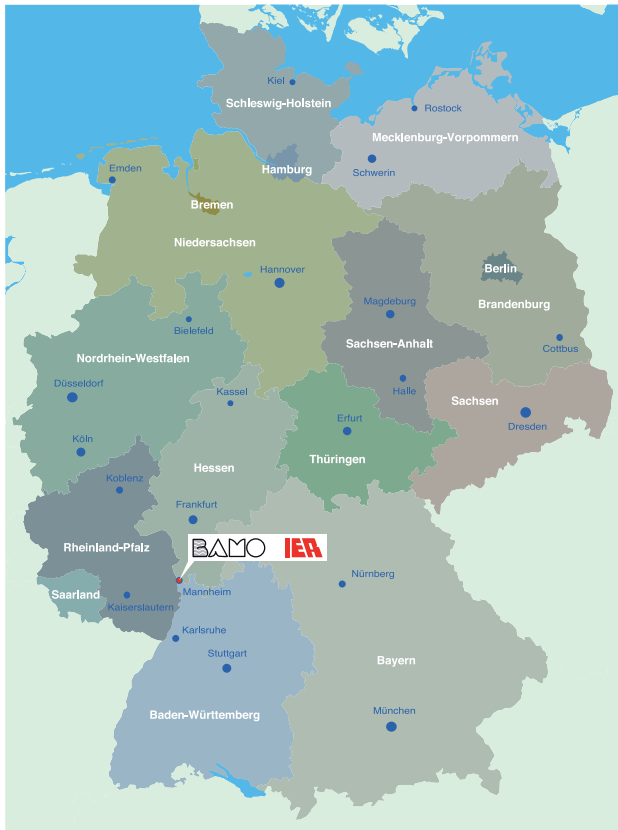 Kiel
Schleswig-Holstein
Rostock
Mecklenburg-Vorpommern
Hamburg
Schwerin
Emden
Bremen
Niedersachsen
Hannover
Berlin
Magdeburg
Brandenburg
Bielefeld
Sachsen-Anhalt
Cottbus
Nordrhein-Westfalen
Düsseldorf
Kassel
Halle
Sachsen
Erfurt
Dresden
Köln
Thüringen
Hessen
Koblenz
Frankfurt
Rheinland-Pfalz
BAMO IER
Nürnberg
Mannheim
Saarland
Kaiserslautern
Karlsruhe
Stuttgart
Bayern
Baden-Württemberg
München